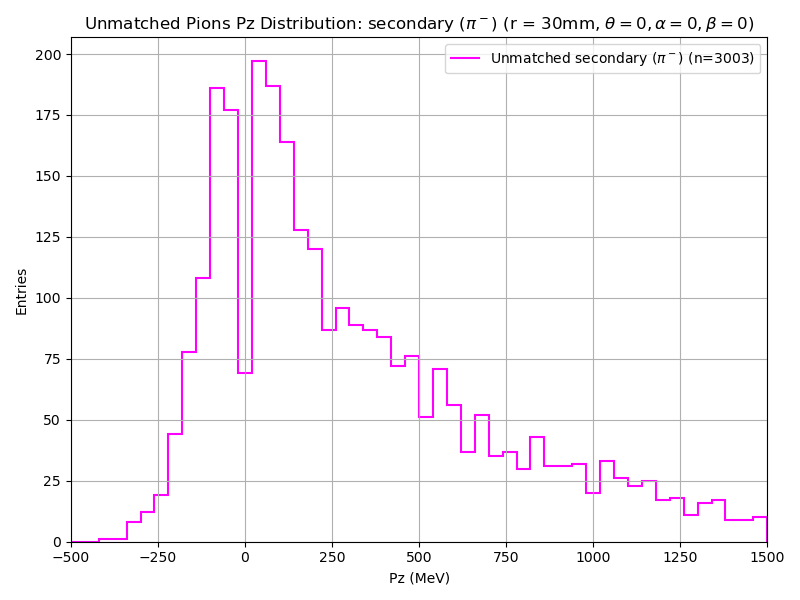 Unmatched Pions Pz Distribution: secondary (π⁻) (r = 30mm, θ = 0, α = 0, β = 0)
Unmatched secondary (π⁻) (n=3003)
200
175
150
125
100
75
50
25
0
Entries
−500 −250 0 250 500 750 1000 1250 1500
Pz (MeV)